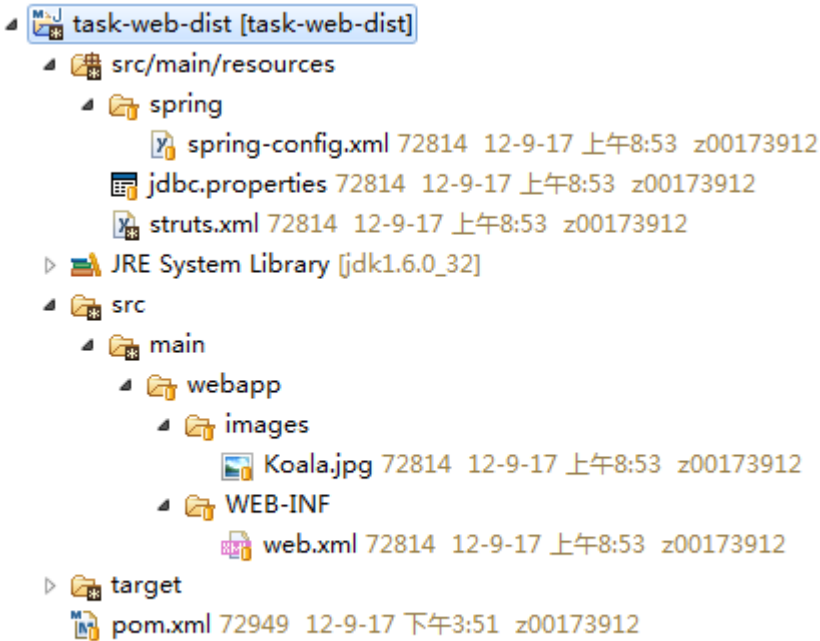 task-web-dist [task-web-dist]
src/main/resources
spring
spring-config.xml 72814 12-9-17 上午8:53 z00173912
jdbc.properties 72814 12-9-17 上午8:53 z00173912
struts.xml 72814 12-9-17 上午8:53 z00173912
JRE System Library [jdk1.6.0_32]
src
main
webapp
images
Koala.jpg 72814 12-9-17 上午8:53 z00173912
WEB-INF
web.xml 72814 12-9-17 上午8:53 z00173912
target
pom.xml 72949 12-9-17 下午3:51 z00173912